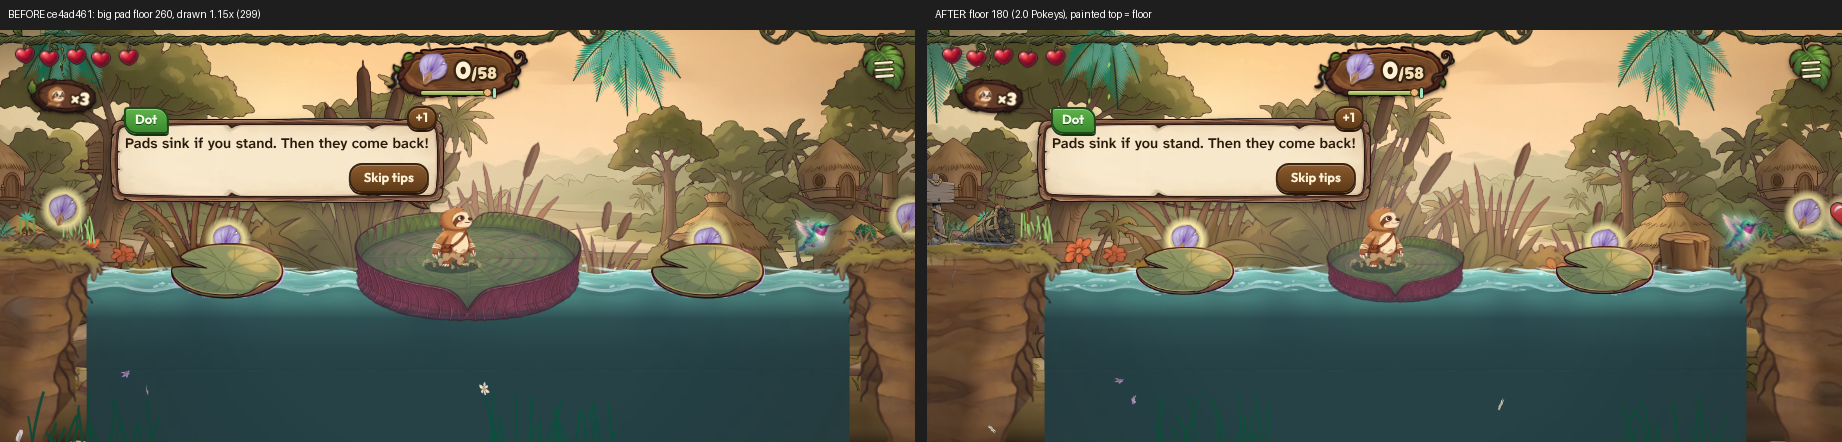 BEFORE ce4ad461: big pad floor 260, drawn 1.15x (299)
0/58
x3
Dot
+1
Pads sink if you stand. Then they come back!
Skip tips
AFTER: floor 180 (2.0 Pokeys), painted top = floor
0/58
x3
Dot
+1
Pads sink if you stand. Then they come back!
Skip tips